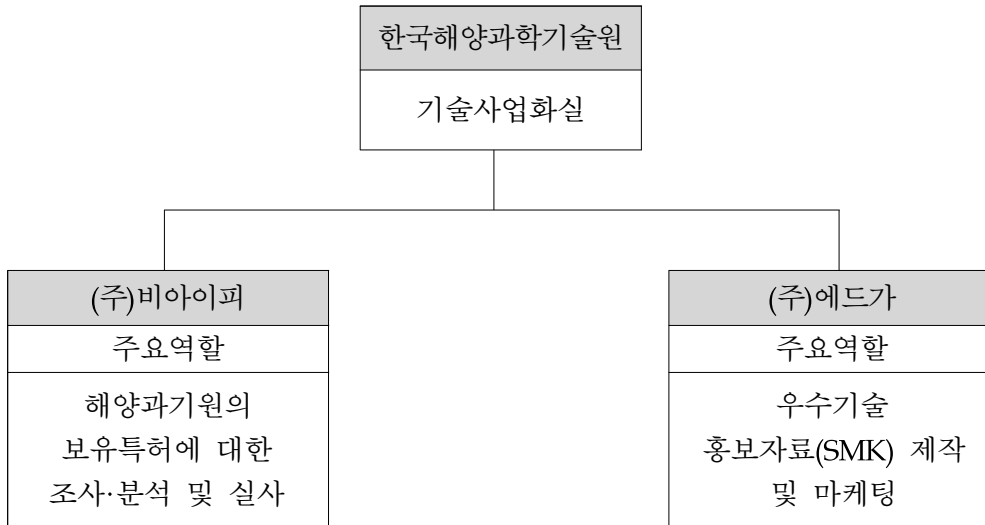 한국해양과학기술원
기술사업화실
(주)비아이피
주요역할
해양과기원의
보유특허에 대한
조사·분석 및 실사
(주)에드가
주요역할
우수기술
홍보자료(SMK) 제작
및 마케팅